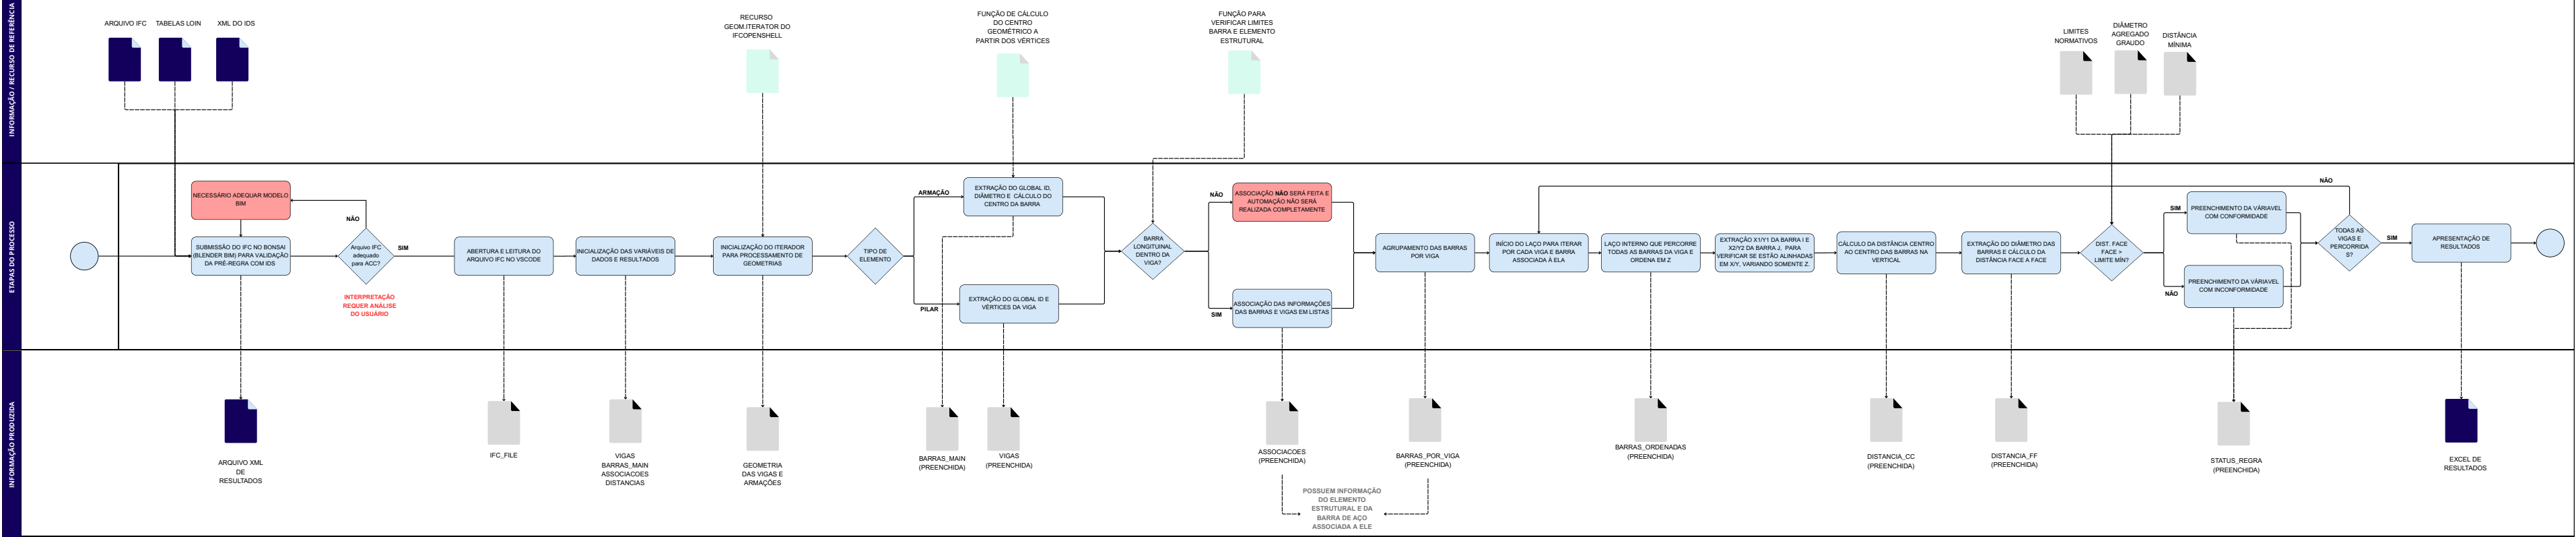 INFORMAÇÃO / RECURSO DE REFERÊNCIA
ARQUIVO IFC
TABELAS LOIN
XML DO IDS
RECURSO
GEOM.ITERATOR DO
IFCOPENSHELL
FUNÇÃO DE CÁLCULO
DO CENTRO
GEOMÉTRICO A
PARTIR DOS VÉRTICES
FUNÇÃO PARA
VERIFICAR LIMITES
BARRA E ELEMENTO
ESTRUTURAL
LIMITES
NORMATIVOS
DIÂMETRO
AGREGADO
GRAUDO
DISTÂNCIA
MÍNIMA
ETAPAS DO PROCESSO
NECESSÁRIO ADEQUAR MODELO
BIM
SUBMISSÃO DO IFC NO BONSAI
(BLENDER BIM) PARA VALIDAÇÃO
DA PRÉ-REGRA COM IDS
NÃO
Arquivo IFC
adequado
para ACC?
SIM
INTERPRETAÇÃO
REQUER ANÁLISE
DO USUÁRIO
ABERTURA E LEITURA DO
ARQUIVO IFC NO VSCODE
INICIALIZAÇÃO DAS VARIÁVEIS DE
DADOS E RESULTADOS
INICIALIZAÇÃO DO ITERADOR
PARA PROCESSAMENTO DE
GEOMETRIAS
TIPO DE
ELEMENTO
ARMAÇÃO
EXTRAÇÃO DO GLOBAL ID,
DIÂMETRO E CÁLCULO DO
CENTRO DA BARRA
PILAR
EXTRAÇÃO DO GLOBAL ID E
VÉRTICES DA VIGA
BARRA
LONGITUNAL
DENTRO DA
VIGA?
NÃO
ASSOCIAÇÃO NÃO SERÁ FEITA E
AUTOMAÇÃO NÃO SERÁ
REALIZADA COMPLETAMENTE
SIM
ASSOCIAÇÃO DAS INFORMAÇÕES
DAS BARRAS E VIGAS EM LISTAS
AGRUPAMENTO DAS BARRAS
POR VIGA
INÍCIO DO LAÇO PARA ITERAR
POR CADA VIGA E BARRA
ASSOCIADA À ELA
LAÇO INTERNO QUE PERCORRE
TODAS AS BARRAS DA VIGA E
ORDENA EM Z
EXTRAÇÃO X1/Y1 DA BARRA I E
X2/Y2 DA BARRA J, PARA
VERIFICAR SE ESTÃO ALINHADAS
EM X/Y, VARIANDO SOMENTE Z.
CÁLCULO DA DISTÂNCIA CENTRO
AO CENTRO DAS BARRAS NA
VERTICAL
EXTRAÇÃO DO DIÂMETRO DAS
BARRAS E CÁLCULO DA
DISTÂNCIA FACE A FACE
DIST. FACE
FACE >
LIMITE MÍN?
SIM
PREENCHIMENTO DA VÁRIAVEL
COM CONFORMIDADE
NÃO
PREENCHIMENTO DA VÁRIAVEL
COM INCONFORMIDADE
NÃO
TODAS AS
VIGAS E
PERCORRIDA
S?
SIM
APRESENTAÇÃO DE
RESULTADOS
INFORMAÇÃO PRODUZIDA
ARQUIVO XML
DE
RESULTADOS
IFC_FILE
VIGAS
BARRAS_MAIN
ASSOCIACOES
DISTANCIAS
GEOMETRIA
DAS VIGAS E
ARMAÇÕES
BARRAS_MAIN
(PREENCHIDA)
VIGAS
(PREENCHIDA)
ASSOCIACOES
(PREENCHIDA)
BARRAS_POR_VIGA
(PREENCHIDA)
POSSUEM INFORMAÇÃO
DO ELEMENTO
ESTRUTURAL E DA
BARRA DE AÇO
ASSOCIADA A ELE
BARRAS_ORDENADAS
(PREENCHIDA)
DISTANCIA_CC
(PREENCHIDA)
DISTANCIA_FF
(PREENCHIDA)
STATUS_REGRA
(PREENCHIDA)
EXCEL DE
RESULTADOS